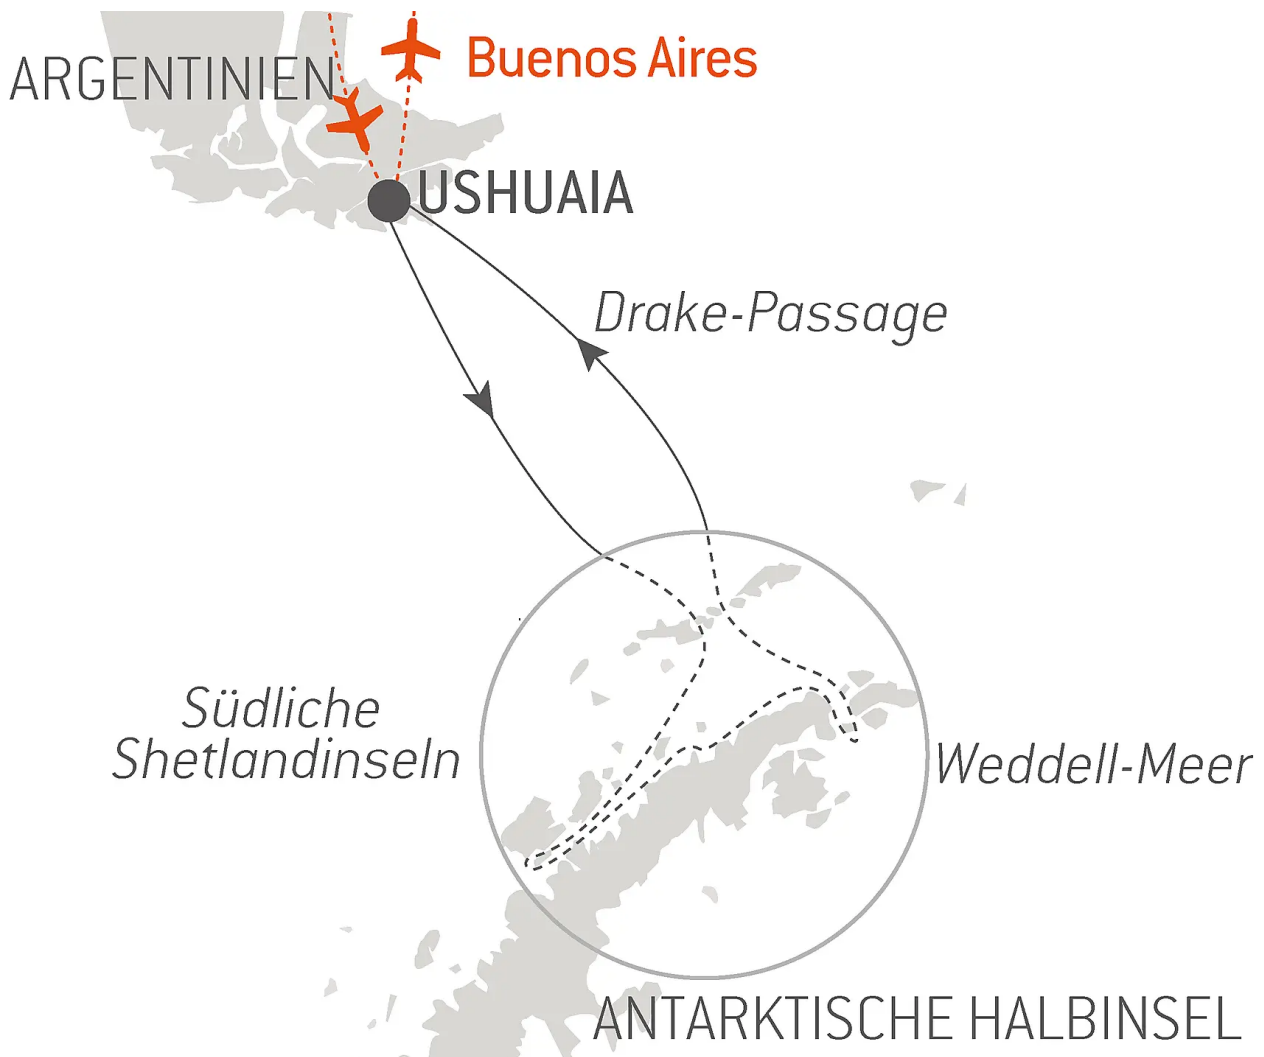 Buenos Aires
ARGENTINIEN
USHUAIA
Drake-Passage
Südliche
Shetlandinseln
Weddell-Meer
ANTARKTISCHE HALBINSEL